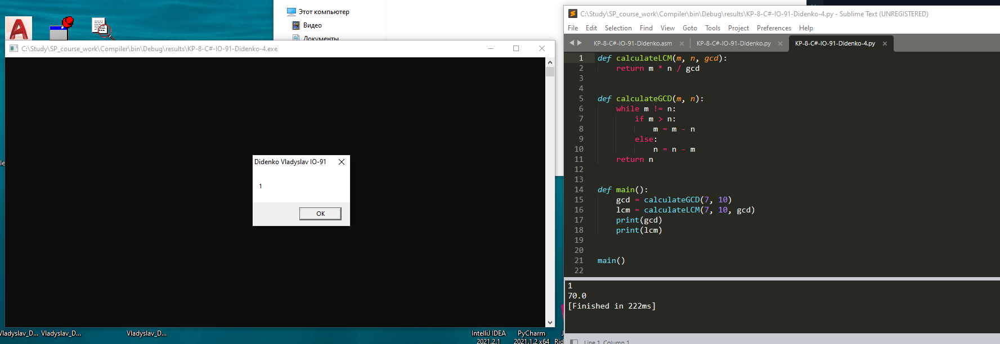 Этот компьютер
Видео
Документы
C:\Study\SP_course_work\Compiler\bin\Debug\results\KP-8-C#-IO-91-Didenko-4.exe
Didenko Vladyslav IO-91
1
OK
Vladyslav_D... Vladyslav_D... Vladyslav_D...
IntelliJ IDEA
2021.2.1
PyCharm
2021.1.2 x64
Rid
C:\Study\SP_course_work\Compiler\bin\Debug\results\KP-8-C#-IO-91-Didenko-4.py - Sublime Text (UNREGISTERED)
File Edit Selection Find View Goto Tools Project Preferences Help
KP-8-C#-IO-91-Didenko.asm KP-8-C#-IO-91-Didenko.py KP-8-C#-IO-91-Didenko-4.py
1 def calculateLCM(m, n, gcd):
2 return m * n / gcd
3
4
5 def calculateGCD(m, n):
6 while m != n:
7 if m > n:
8 m = m - n
9 else:
10 n = n - m
11 return n
12
13
14 def main():
15 gcd = calculateGCD(7, 10)
16 lcm = calculateLCM(7, 10, gcd)
17 print(gcd)
18 print(lcm)
19
20
21 main()
22
1
70.0
[Finished in 222ms]
Line 1, Column 1